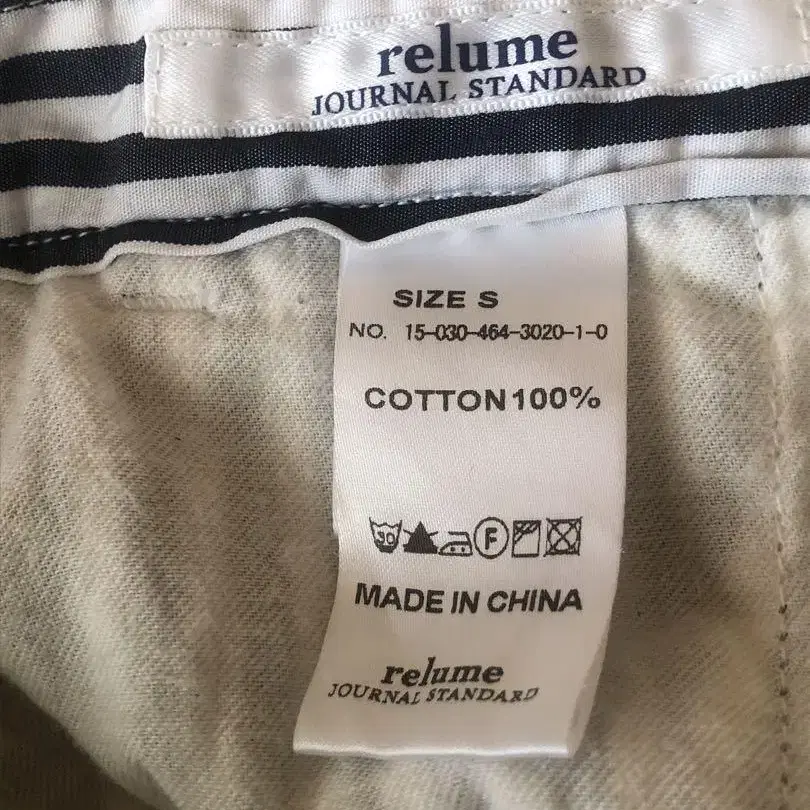 relume
JOURNAL STANDARD
SIZE S
NO. 15-030-464-3020-1-0
COTTON100%
30 F
MADE IN CHINA
relume
JOURNAL STANDARD